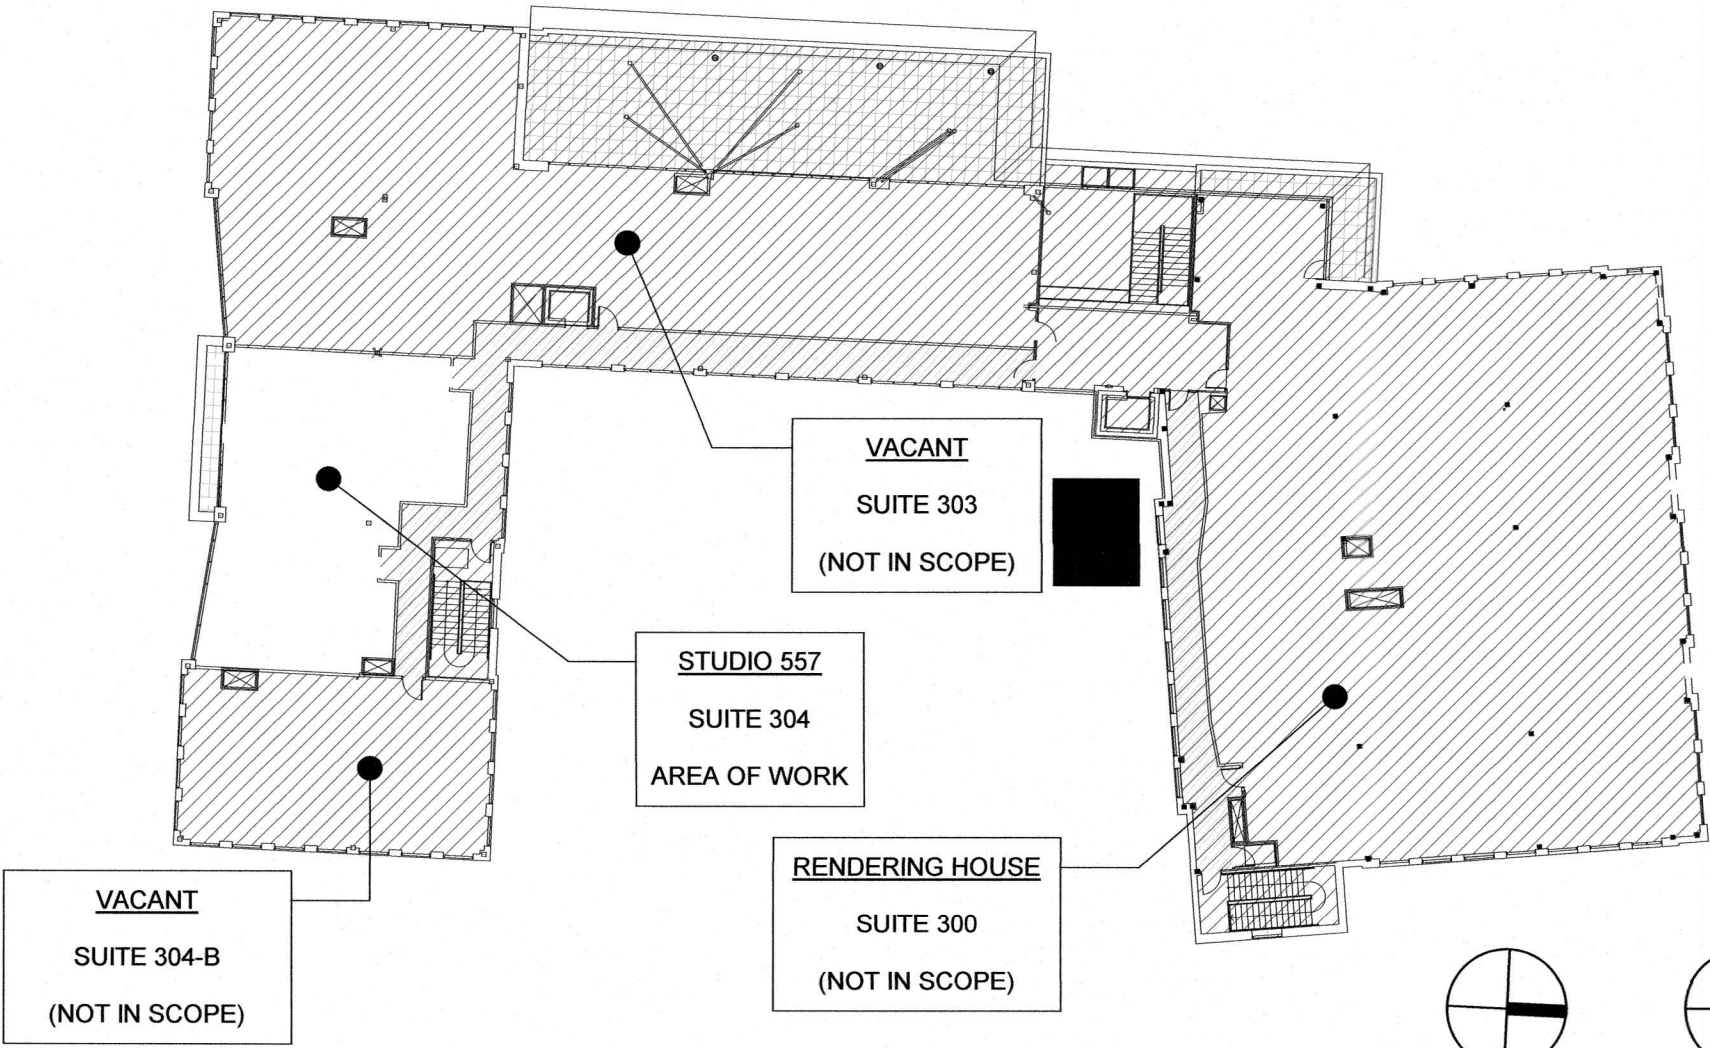 VACANT
SUITE 303
(NOT IN SCOPE)
STUDIO 557
SUITE 304
AREA OF WORK
RENDERING HOUSE
SUITE 300
(NOT IN SCOPE)
VACANT
SUITE 304-B
(NOT IN SCOPE)